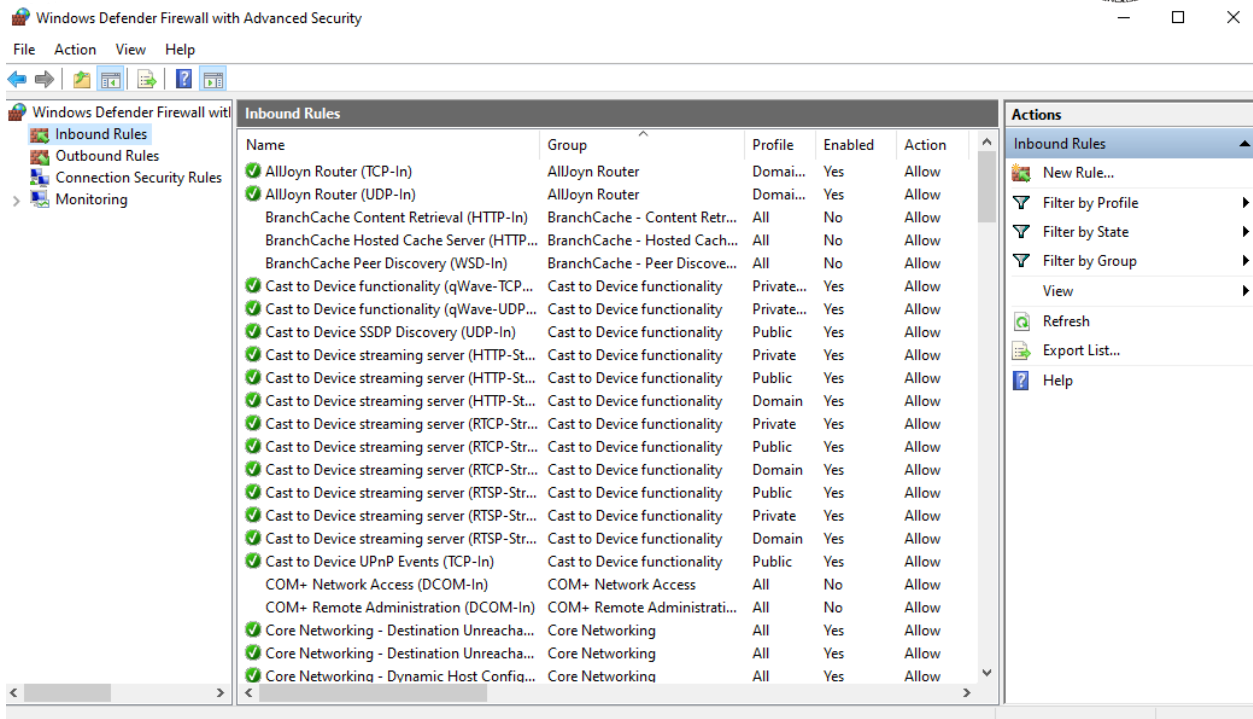 Windows Defender Firewall with Advanced Security
File Action View Help
Windows Defender Firewall witl
Inbound Rules
Outbound Rules
Connection Security Rules
Monitoring
Inbound Rules
Name Group Profile Enabled Action
AllJoyn Router (TCP-In) AllJoyn Router Domai... Yes Allow
AllJoyn Router (UDP-In) AllJoyn Router Domai... Yes Allow
BranchCache Content Retrieval (HTTP-In) BranchCache - Content Retr... All No Allow
BranchCache Hosted Cache Server (HTTP... BranchCache - Hosted Cach... All No Allow
BranchCache Peer Discovery (WSD-In) BranchCache - Peer Discove... All No Allow
Cast to Device functionality (qWave-TCP... Cast to Device functionality Private... Yes Allow
Cast to Device functionality (qWave-UDP... Cast to Device functionality Private... Yes Allow
Cast to Device SSDP Discovery (UDP-In) Cast to Device functionality Public Yes Allow
Cast to Device streaming server (HTTP-St... Cast to Device functionality Private Yes Allow
Cast to Device streaming server (HTTP-St... Cast to Device functionality Public Yes Allow
Cast to Device streaming server (HTTP-St... Cast to Device functionality Domain Yes Allow
Cast to Device streaming server (RTCP-Str... Cast to Device functionality Private Yes Allow
Cast to Device streaming server (RTCP-Str... Cast to Device functionality Public Yes Allow
Cast to Device streaming server (RTCP-Str... Cast to Device functionality Domain Yes Allow
Cast to Device streaming server (RTSP-Str... Cast to Device functionality Public Yes Allow
Cast to Device streaming server (RTSP-Str... Cast to Device functionality Private Yes Allow
Cast to Device streaming server (RTSP-Str... Cast to Device functionality Domain Yes Allow
Cast to Device UPnP Events (TCP-In) Cast to Device functionality Public Yes Allow
COM+ Network Access (DCOM-In) COM+ Network Access All No Allow
COM+ Remote Administration (DCOM-In) COM+ Remote Administrati... All No Allow
Core Networking - Destination Unreacha... Core Networking All Yes Allow
Core Networking - Destination Unreacha... Core Networking All Yes Allow
Core Networking - Dynamic Host Config... Core Networking All Yes Allow
Actions
Inbound Rules
New Rule...
Filter by Profile
Filter by State
Filter by Group
View
Refresh
Export List...
Help